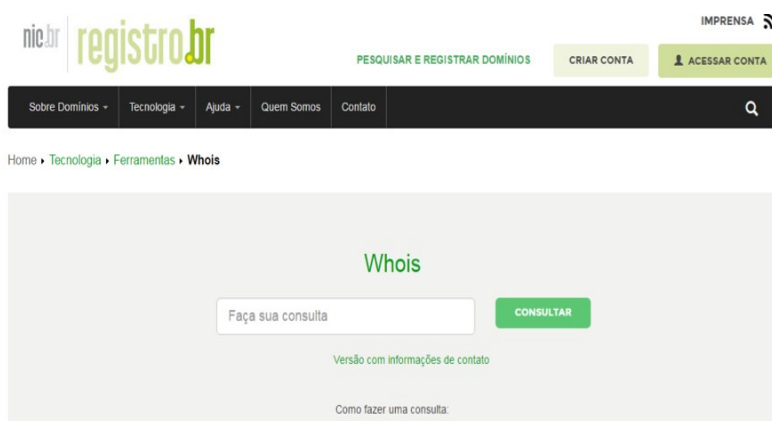 IMPRENSA
nic.br registro.br
PESQUISAR E REGISTRAR DOMÍNIOS CRIAR CONTA ACESSAR CONTA
Sobre Domínios Tecnologia Ajuda Quem Somos Contato
Home Tecnologia Ferramentas Whois
Whois
Faça sua consulta CONSULTAR
Versão com informações de contato
Como fazer uma consulta: